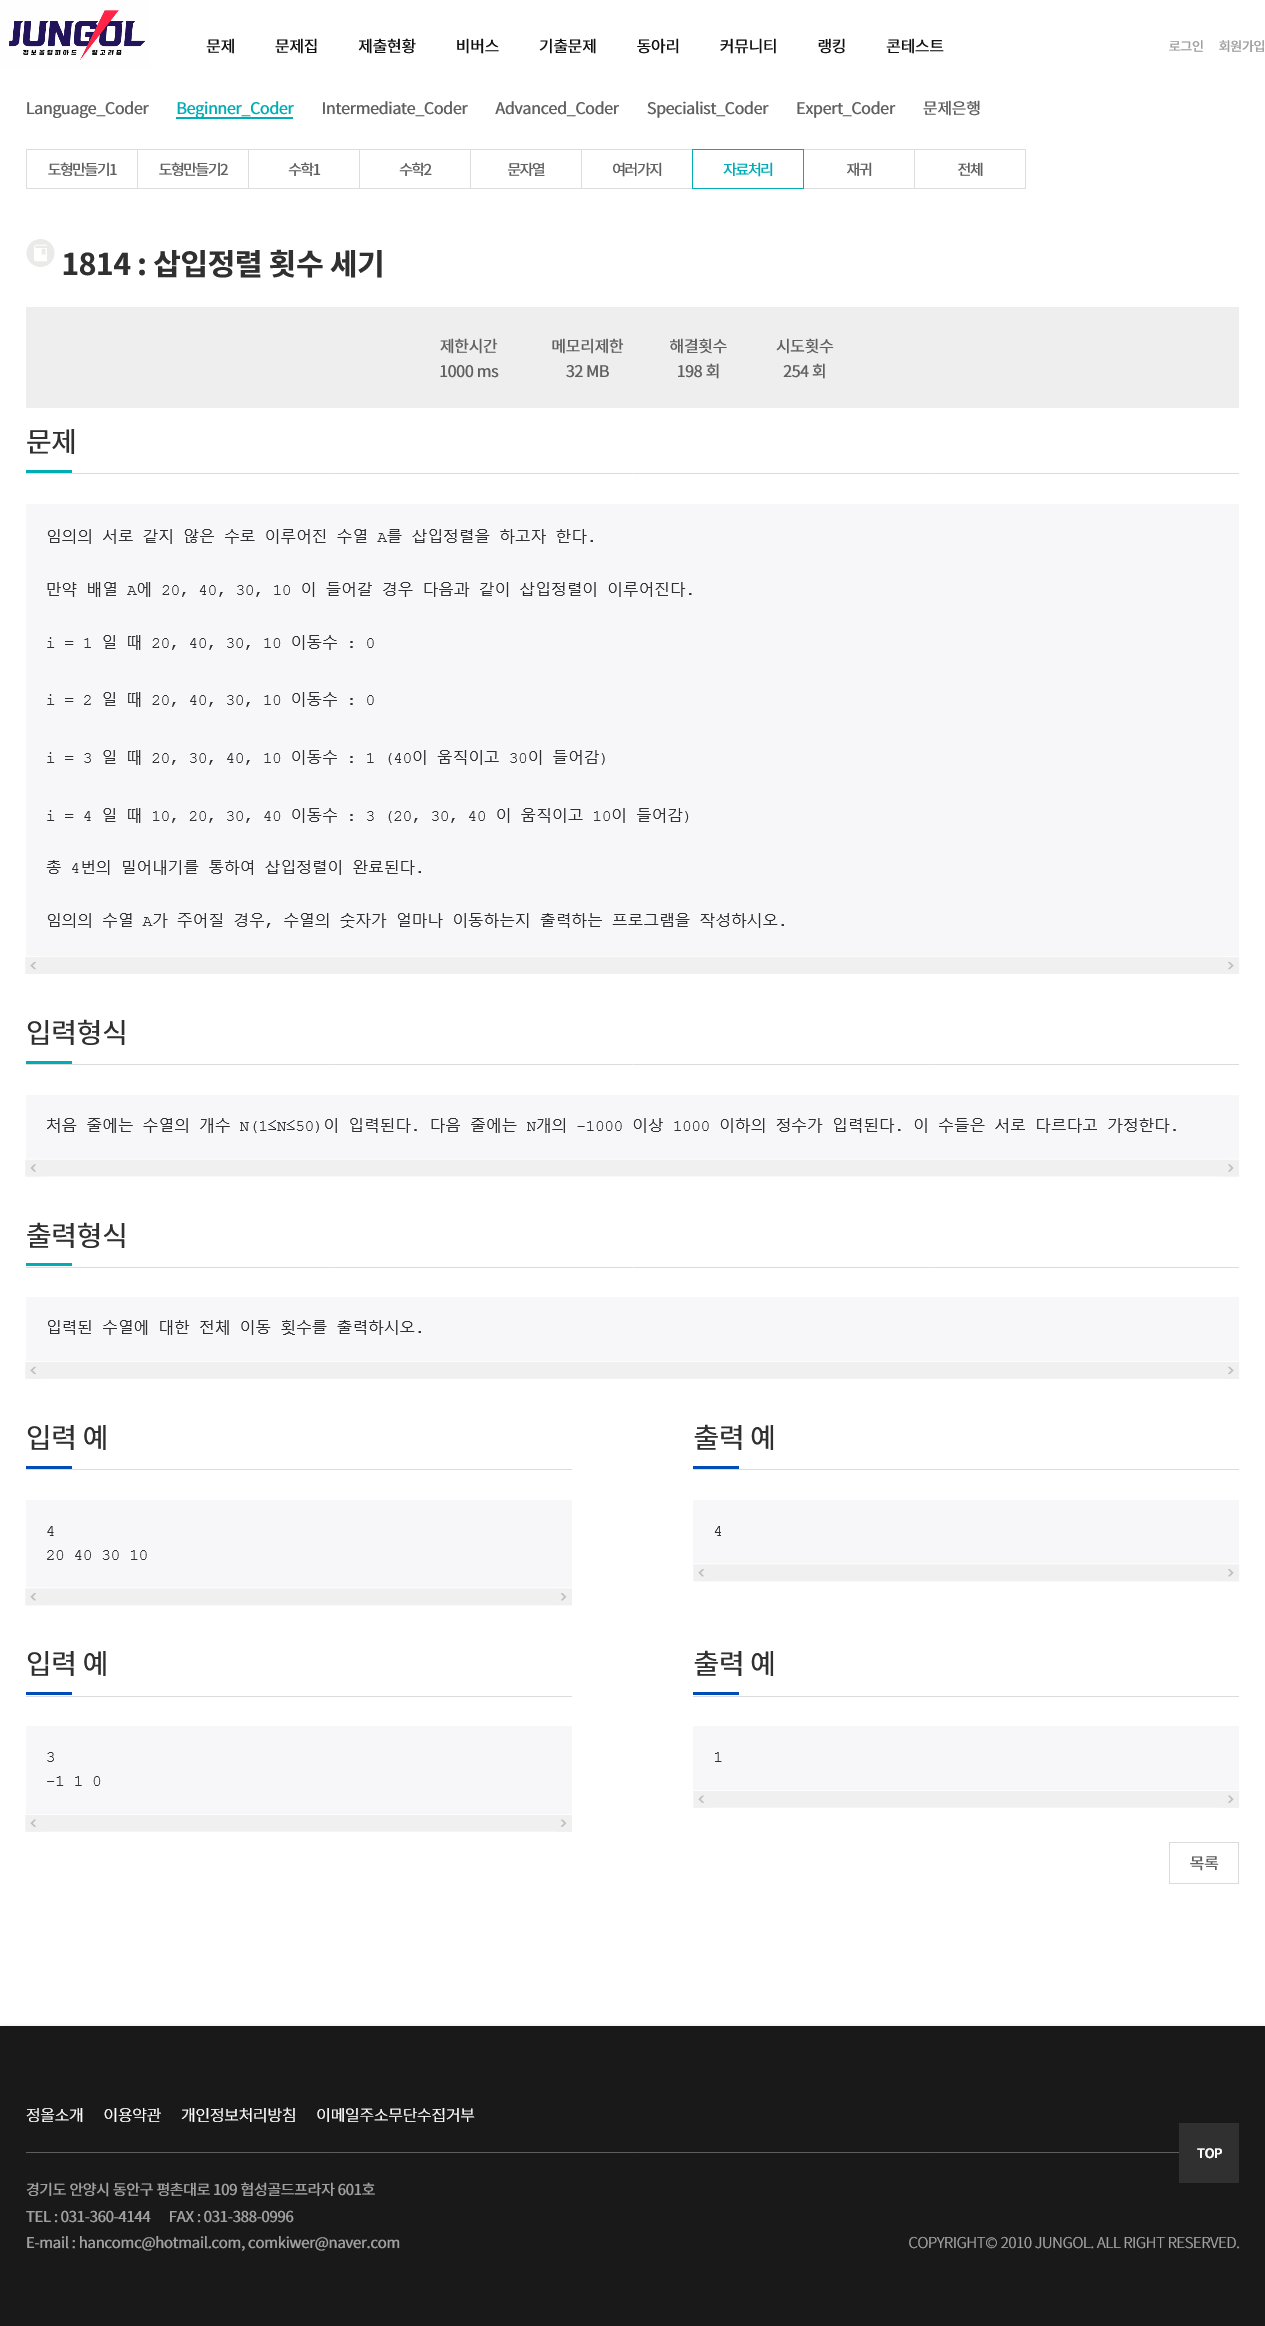 JUNGOL
정보올림피아드 알고리즘
문제 문제집 제출현황 비버스 기출문제 동아리 커뮤니티 랭킹 콘테스트 로그인 회원가입
Language_Coder Beginner_Coder Intermediate_Coder Advanced_Coder Specialist_Coder Expert_Coder 문제은행
도형만들기1 도형만들기2 수학1 수학2 문자열 여러가지 자료처리 재귀 전체
1814 : 삽입정렬 횟수 세기
제한시간 메모리제한 해결횟수 시도횟수
1000 ms 32 MB 198 회 254 회
문제
임의의 서로 같지 않은 수로 이루어진 수열 A를 삽입정렬을 하고자 한다.
만약 배열 A에 20, 40, 30, 10 이 들어갈 경우 다음과 같이 삽입정렬이 이루어진다.
i = 1 일 때 20, 40, 30, 10 이동수 : 0
i = 2 일 때 20, 40, 30, 10 이동수 : 0
i = 3 일 때 20, 30, 40, 10 이동수 : 1 (40이 움직이고 30이 들어감)
i = 4 일 때 10, 20, 30, 40 이동수 : 3 (20, 30, 40 이 움직이고 10이 들어감)
총 4번의 밀어내기를 통하여 삽입정렬이 완료된다.
임의의 수열 A가 주어질 경우, 수열의 숫자가 얼마나 이동하는지 출력하는 프로그램을 작성하시오.
입력형식
처음 줄에는 수열의 개수 N(1≤N≤50)이 입력된다. 다음 줄에는 N개의 -1000 이상 1000 이하의 정수가 입력된다. 이 수들은 서로 다르다고 가정한다.
출력형식
입력된 수열에 대한 전체 이동 횟수를 출력하시오.
입력 예 출력 예
4 4
20 40 30 10
입력 예 출력 예
3 1
-1 1 0
목록
정올소개 이용약관 개인정보처리방침 이메일주소무단수집거부
TOP
경기도 안양시 동안구 평촌대로 109 협성골드프라자 601호
TEL : 031-360-4144 FAX : 031-388-0996
E-mail : hancomc@hotmail.com, comkiwer@naver.com COPYRIGHT© 2010 JUNGOL. ALL RIGHT RESERVED.